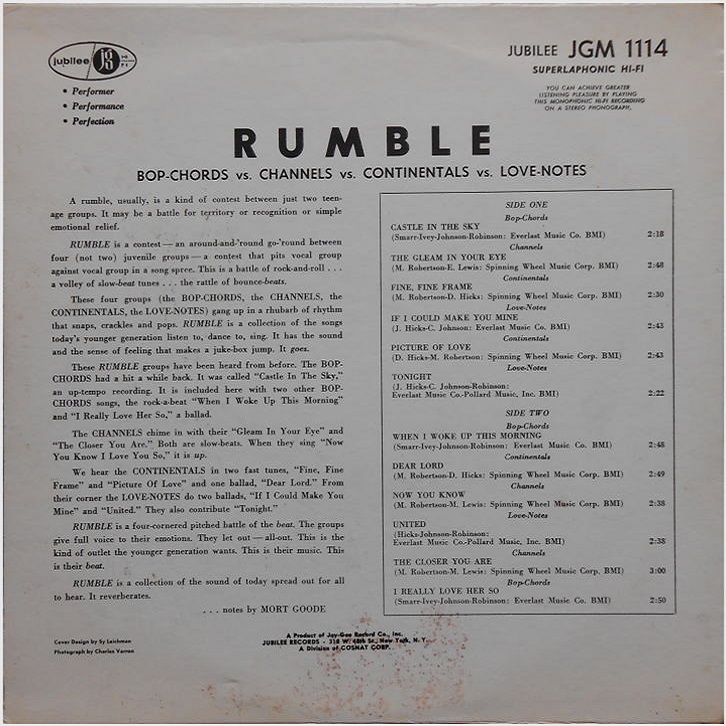 jubilee jg HI FI
• Performer
• Performance
• Perfection
JUBILEE JGM 1114
SUPERLAPHONIC HI-FI
YOU CAN ACHIEVE GREATER
LISTENING PLEASURE BY PLAYING
THIS MONOPHONIC HI-FI RECORDING
ON A STEREO PHONOGRAPH,
RUMBLE
BOP-CHORDS vs. CHANNELS vs. CONTINENTALS vs. LOVE-NOTES
A rumble, usually, is a kind of contest between just two teen-
age groups. It may be a battle for territory or recognition or simple
emotional relief.
RUMBLE is a contest — an around-and-'round go-'round between
four (not two) juvenile groups — a contest that pits vocal group
against vocal group in a song spree. This is a battle of rock-and-roll . . .
a volley of slow-beat tunes . . . the rattle of bounce-beats.
These four groups (the BOP-CHORDS, the CHANNELS, the
CONTINENTALS, the LOVE-NOTES) gang up in a rhubarb of rhythm
that snaps, crackles and pops. RUMBLE is a collection of the songs
today's younger generation listen to, dance to, sing. It has the sound
and the sense of feeling that makes a juke-box jump. It goes.
These RUMBLE groups have been heard from before. The BOP-
CHORDS had a hit a while back. It was called "Castle In The Sky,"
an up-tempo recording. It is included here with two other BOP-
CHORDS songs, the rock-a-beat "When I Woke Up This Morning"
and "I Really Love Her So," a ballad.
The CHANNELS chime in with their "Gleam In Your Eye" and
"The Closer You Are." Both are slow-beats. When they sing "Now
You Know I Love You So," it is up.
We hear the CONTINENTALS in two fast tunes, "Fine, Fine
Frame" and "Picture Of Love" and one ballad, "Dear Lord." From
their corner the LOVE-NOTES do two ballads, "If I Could Make You
Mine" and "United." They also contribute "Tonight."
RUMBLE is a four-cornered pitched battle of the beat. The groups
give full voice to their emotions. They let out — all-out. This is the
kind of outlet the younger generation wants. This is their music. This
is their beat.
RUMBLE is a collection of the sound of today spread out for all
to hear. It reverberates.
. . . notes by MORT GOODE
SIDE ONE
Bop-Chords
CASTLE IN THE SKY
(Smarr-Ivey-Johnson-Robinson: Everlast Music Co. BMI) 2:18
Channels
THE GLEAM IN YOUR EYE
(M. Robertson-E. Lewis: Spinning Wheel Music Corp. BMI) 2:48
Continentals
FINE, FINE FRAME
(M. Robertson-D. Hicks: Spinning Wheel Music Corp. BMI) 2:30
Love-Notes
IF I COULD MAKE YOU MINE
(J. Hicks-C. Johnson: Everlast Music Co. BMI) 2:43
Continentals
PICTURE OF LOVE
(D. Hicks-M. Robertson: Spinning Wheel Music Corp. BMI) 2:43
Love-Notes
TONIGHT
(J. Hicks-C. Johnson-Robinson:
Everlast Music Co.-Pollard Music, Inc. BMI) 2:22
SIDE TWO
Bop-Chords
WHEN I WOKE UP THIS MORNING
(Smarr-Ivey-Johnson-Robinson: Everlast Music Co. BMI) 2:48
Continentals
DEAR LORD
(M. Robertson-D. Hicks: Spinning Wheel Music Corp. BMI) 2:49
Channels
NOW YOU KNOW
(M. Robertson-M. Lewis: Spinning Wheel Music Corp. BMI) 2:38
Love-Notes
UNITED
(Hicks-Johnson-Robinson:
Everlast Music Co.-Pollard Music, Inc. BMI) 2:38
Channels
THE CLOSER YOU ARE
(M. Robertson-M. Lewis: Spinning Wheel Music Corp. BMI) 3:00
Bop-Chords
I REALLY LOVE HER SO
(Smarr-Ivey-Johnson-Robinson: Everlast Music Co. BMI) 2:50
Cover Design by Sy Leichman
Photograph by Charles Varron
A Product of Jay-Gee Record Co., Inc.
JUBILEE RECORDS - 318 W. 48th St., New York, N. Y.
A Division of COSNAT CORP.